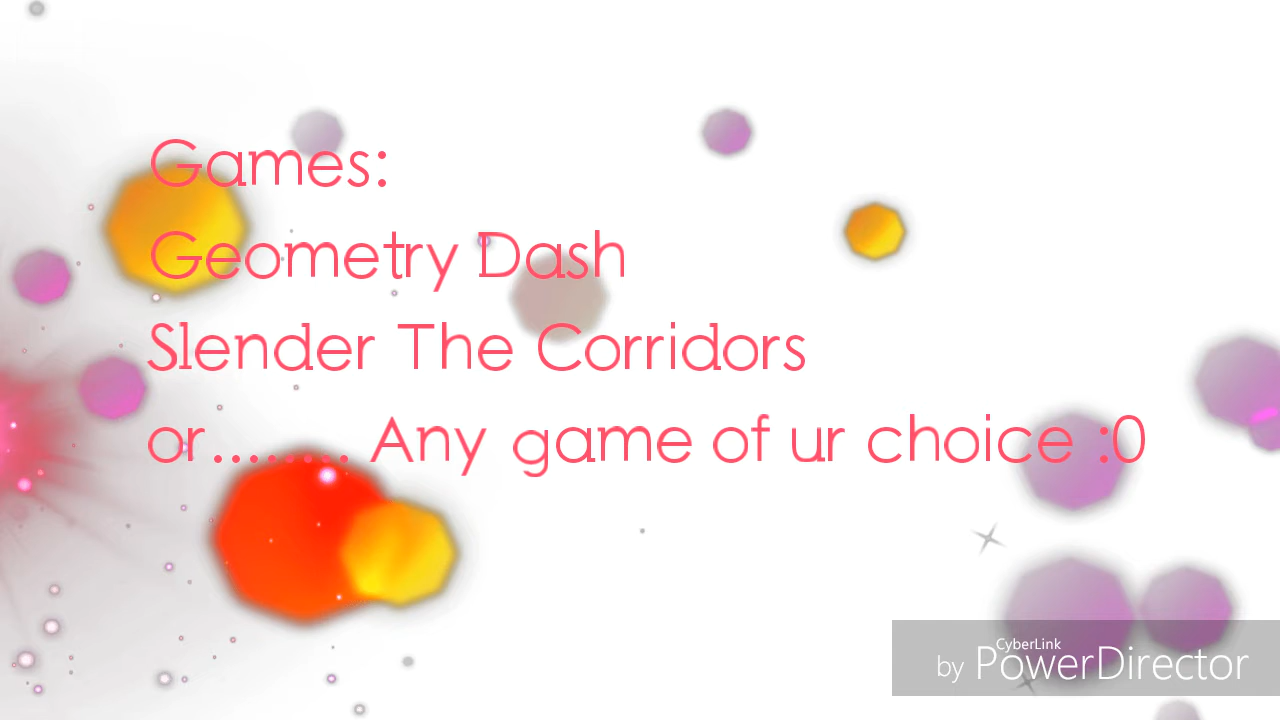 Games:
Geometry Dash
Slender The Corridors
or........ Any game of ur choice :0
CyberLink
by PowerDirector